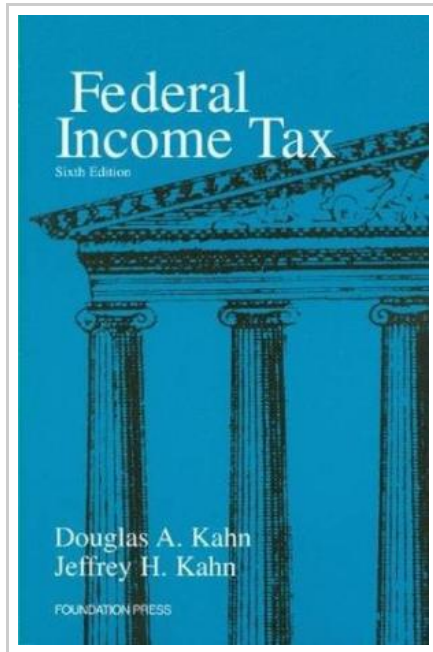 Federal
Income Tax
Sixth Edition
Douglas A. Kahn
Jeffrey H. Kahn
FOUNDATION PRESS